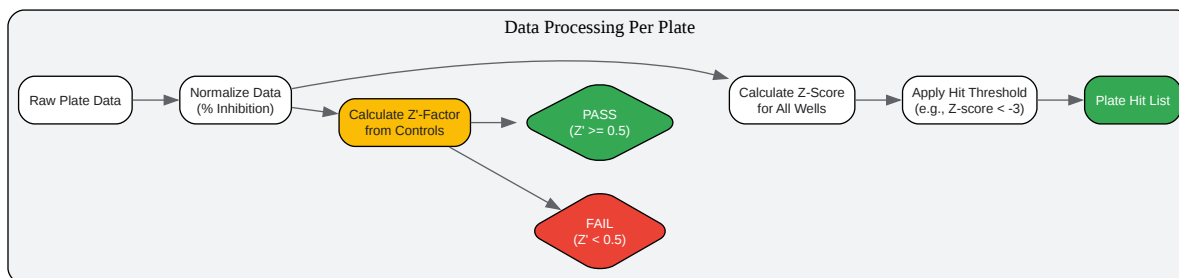 Data Processing Per Plate
Raw Plate Data
Normalize Data
(% Inhibition)
Calculate Z'-Factor
from Controls
PASS
(Z' >= 0.5)
FAIL
(Z' < 0.5)
Calculate Z-Score
for All Wells
Apply Hit Threshold
(e.g., Z-score < -3)
Plate Hit List